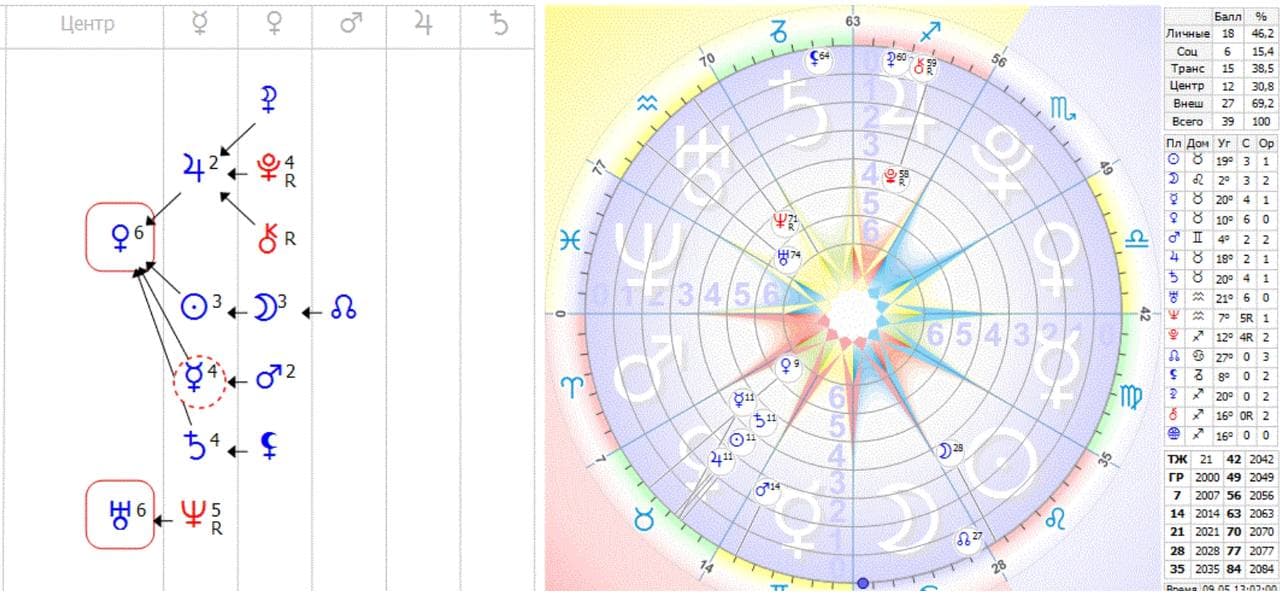 Центр ☿ ♀ ♂ ♃ ♄
⚳
♃ 2 ♇ 4 R
♀ 6
⚷ R
☉ 3 ☽ 3 ☊
☿ 4 ♂ 2
♄ 4 ⚸
♅ 6 ♆ 5 R
63
70 ♑ ♐ 56
64 60 59 R
♒ ♏
77 49
58 R
71 R
74
♓ ♎
0 1 2 3 4 5 6
6 5 4 3 2 1 0
0 42
♈ ♍
9
11
11
11
11
28
14
7 35
♉ ♌
27
14 28
Балл %
Личные 18 46,2
Соц 6 15,4
Транс 15 38,5
Центр 12 30,8
Внеш 27 69,2
Всего 39 100
Пл Дом Уг С Ор
☉ ♉ 19° 3 1
☽ ♌ 2° 3 2
☿ ♉ 20° 4 1
♀ ♉ 10° 6 0
♂ ♊ 4° 2 2
♃ ♉ 18° 2 1
♄ ♉ 20° 4 1
♅ ♒ 21° 6 0
♆ ♒ 7° 5R 1
♇ ♐ 12° 4R 2
☊ ♋ 27° 0 3
⚸ ♑ 8° 0 2
⚳ ♐ 20° 0 2
⚷ ♐ 16° 0R 2
♐ 16° 0 0
ТЖ 21 42 2042
ГР 2000 49 2049
7 2007 56 2056
14 2014 63 2063
21 2021 70 2070
28 2028 77 2077
35 2035 84 2084